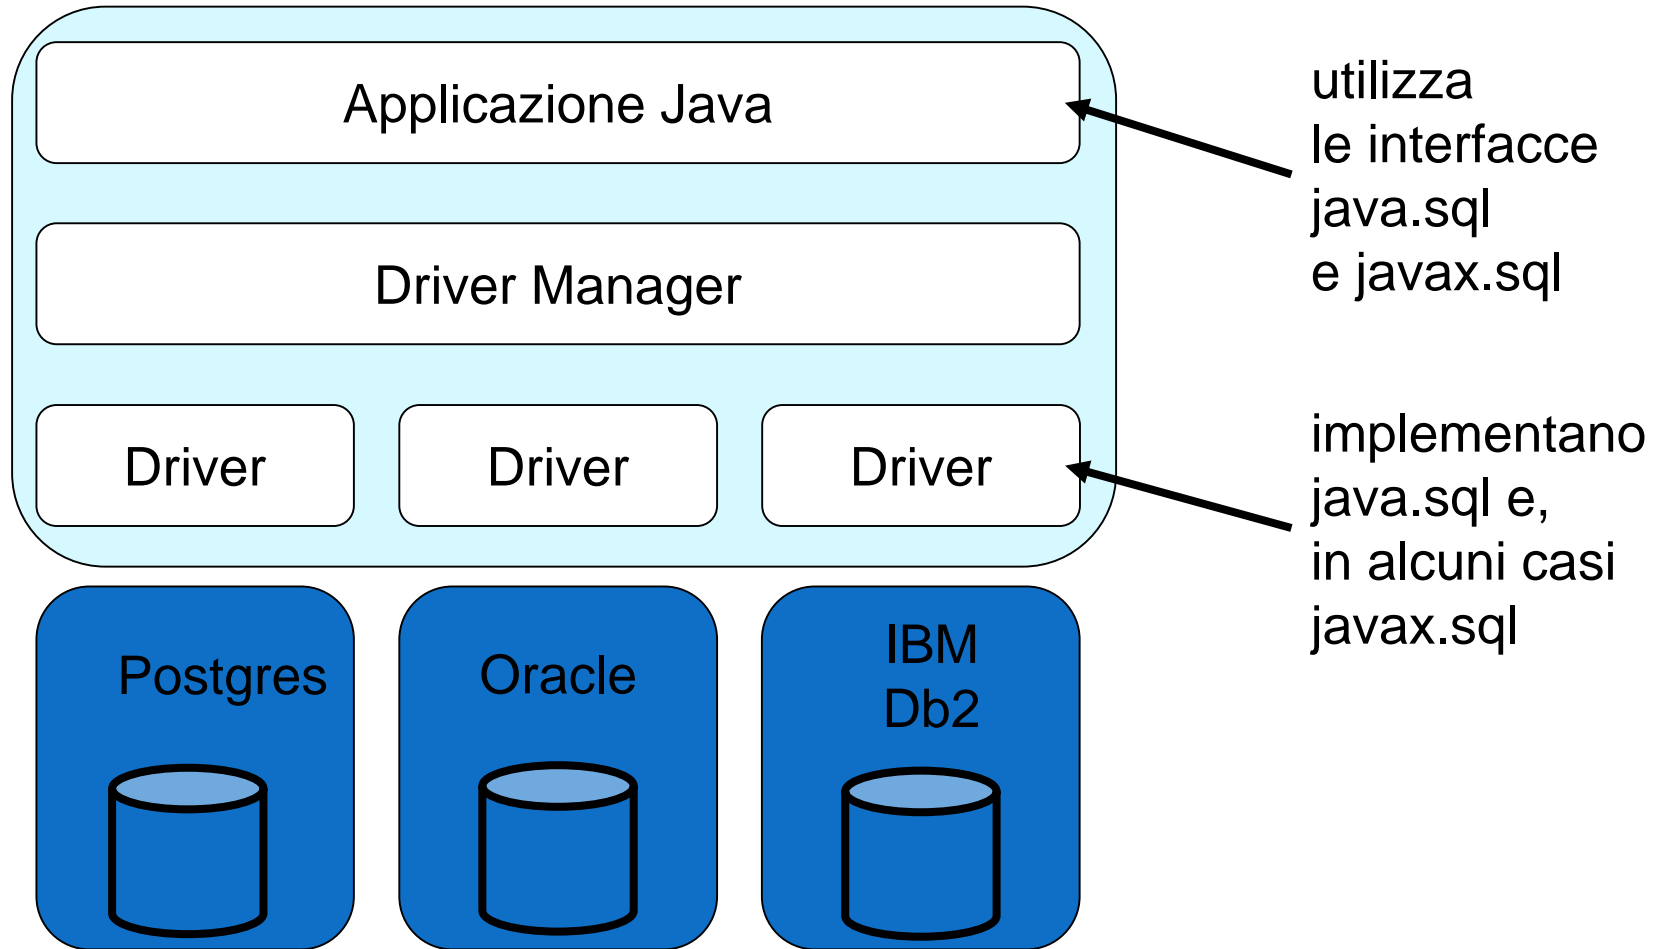 Applicazione Java
utilizza
le interfacce
java.sql
e javax.sql
Driver Manager
Driver
Driver
Driver
implementano
java.sql e,
in alcuni casi
javax.sql
Postgres
Oracle
IBM
Db2